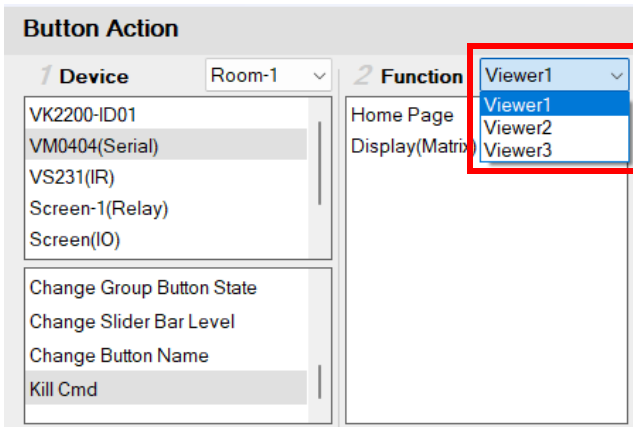 Button Action
1 Device
Room-1
2 Function
Viewer1
VK2200-ID01
VM0404(Serial)
VS231(IR)
Screen-1(Relay)
Screen(IO)
Change Group Button State
Change Slider Bar Level
Change Button Name
Kill Cmd
Home Page
Display(Matrix)
Viewer1
Viewer2
Viewer3